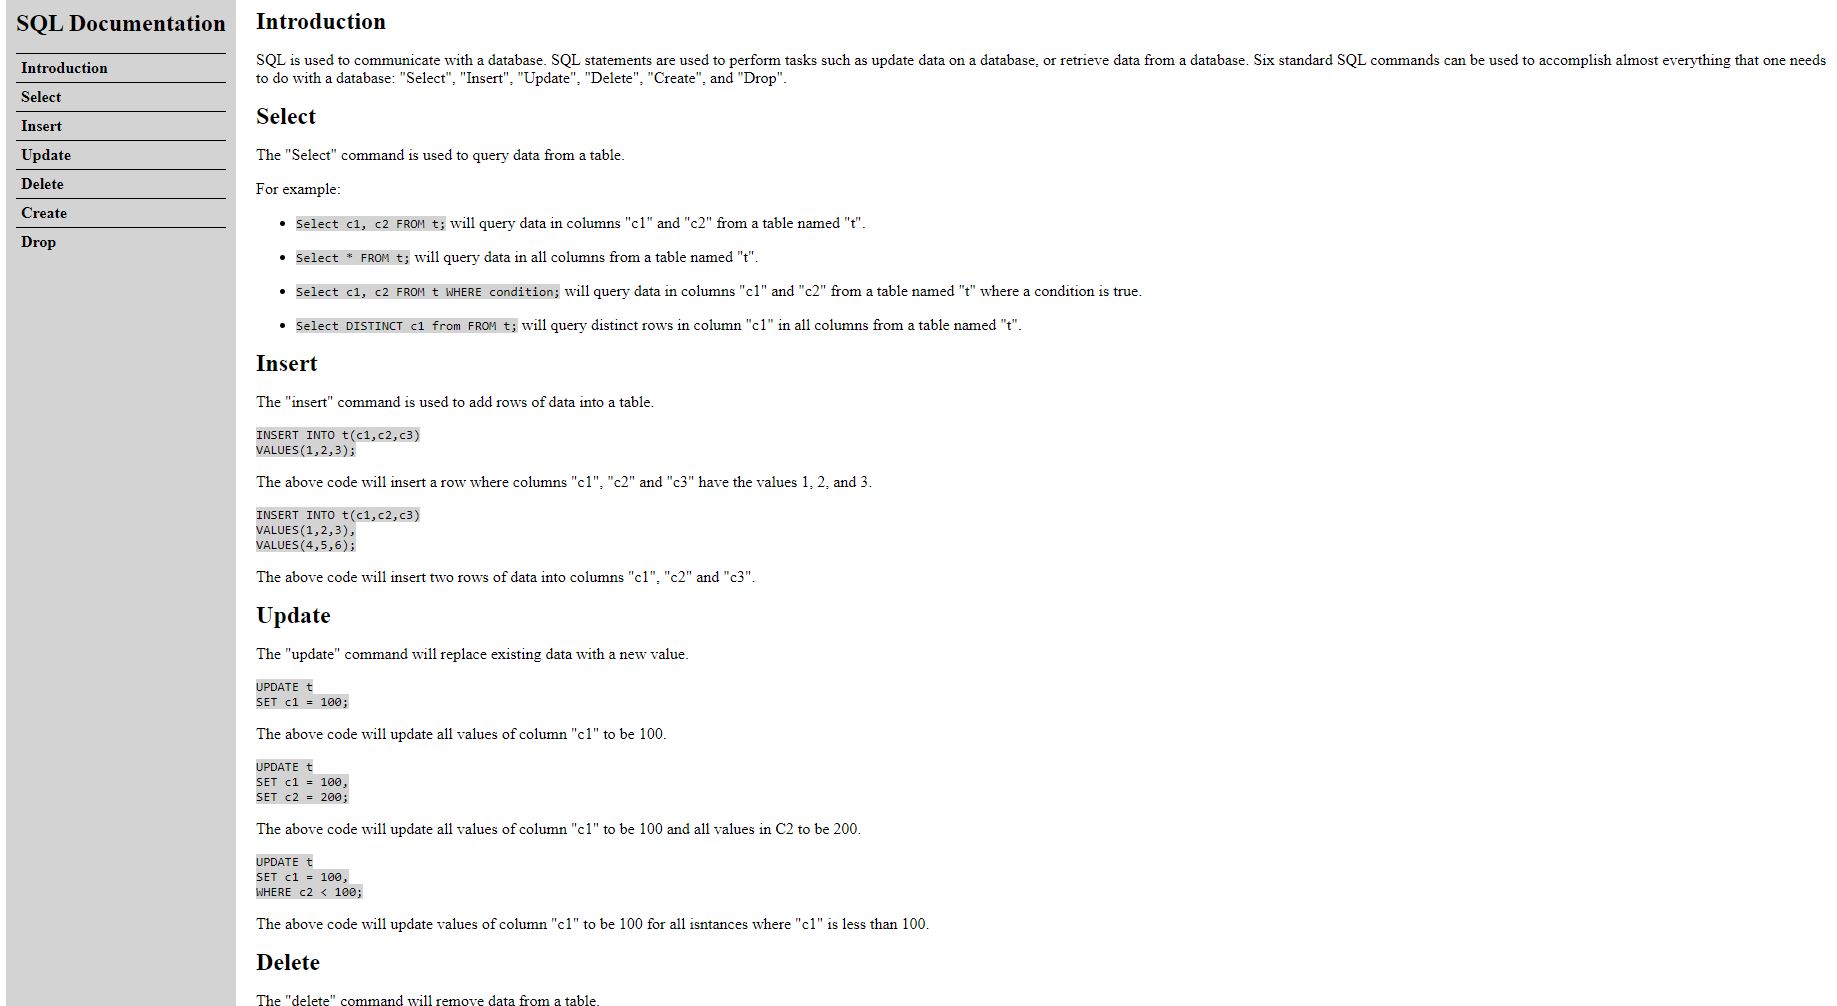 SQL Documentation
Introduction
Select
Insert
Update
Delete
Create
Drop
Introduction
SQL is used to communicate with a database. SQL statements are used to perform tasks such as update data on a database, or retrieve data from a database. Six standard SQL commands can be used to accomplish almost everything that one needs
to do with a database: "Select", "Insert", "Update", "Delete", "Create", and "Drop".
Select
The "Select" command is used to query data from a table.
For example:
• Select c1, c2 FROM t; will query data in columns "c1" and "c2" from a table named "t".
• Select * FROM t; will query data in all columns from a table named "t".
• Select c1, c2 FROM t WHERE condition; will query data in columns "c1" and "c2" from a table named "t" where a condition is true.
• Select DISTINCT c1 from FROM t; will query distinct rows in column "c1" in all columns from a table named "t".
Insert
The "insert" command is used to add rows of data into a table.
INSERT INTO t(c1,c2,c3)
VALUES(1,2,3);
The above code will insert a row where columns "c1", "c2" and "c3" have the values 1, 2, and 3.
INSERT INTO t(c1,c2,c3)
VALUES(1,2,3),
VALUES(4,5,6);
The above code will insert two rows of data into columns "c1", "c2" and "c3".
Update
The "update" command will replace existing data with a new value.
UPDATE t
SET c1 = 100;
The above code will update all values of column "c1" to be 100.
UPDATE t
SET c1 = 100,
SET c2 = 200;
The above code will update all values of column "c1" to be 100 and all values in C2 to be 200.
UPDATE t
SET c1 = 100,
WHERE c2 < 100;
The above code will update values of column "c1" to be 100 for all isntances where "c1" is less than 100.
Delete
The "delete" command will remove data from a table.